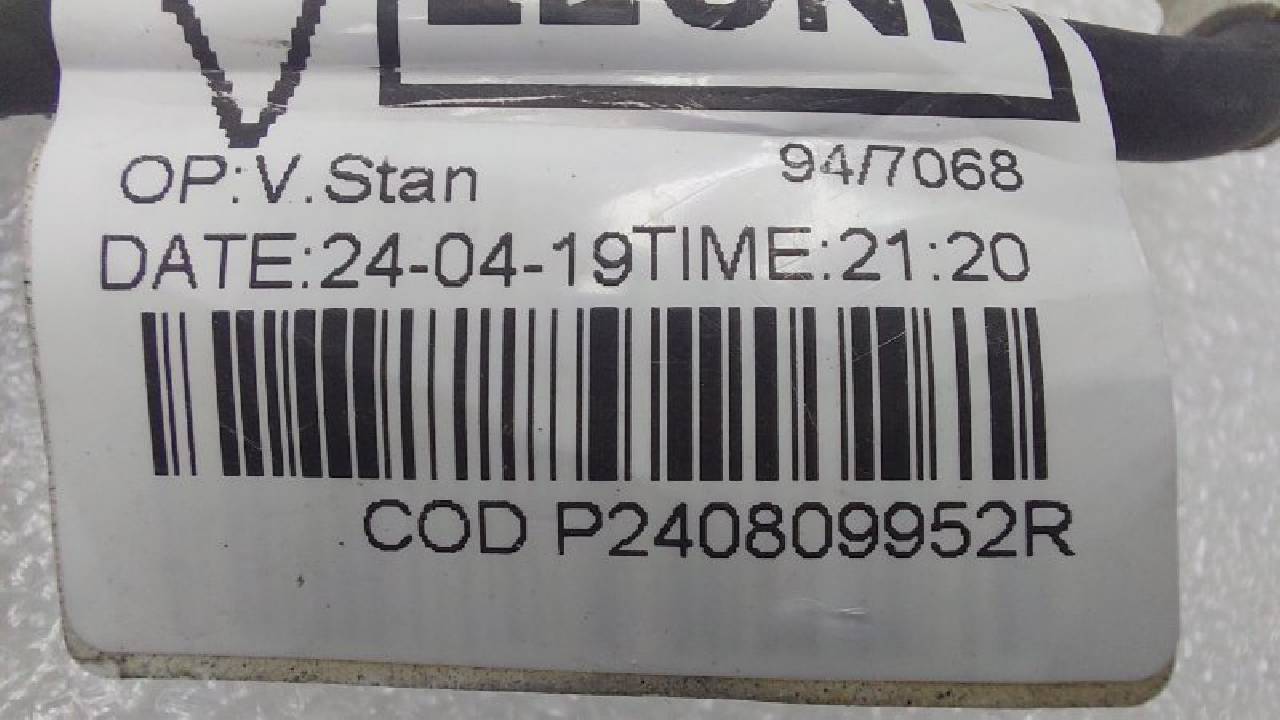 V
OP:V.Stan 94/7068
DATE:24-04-19TIME:21:20
COD P240809952R